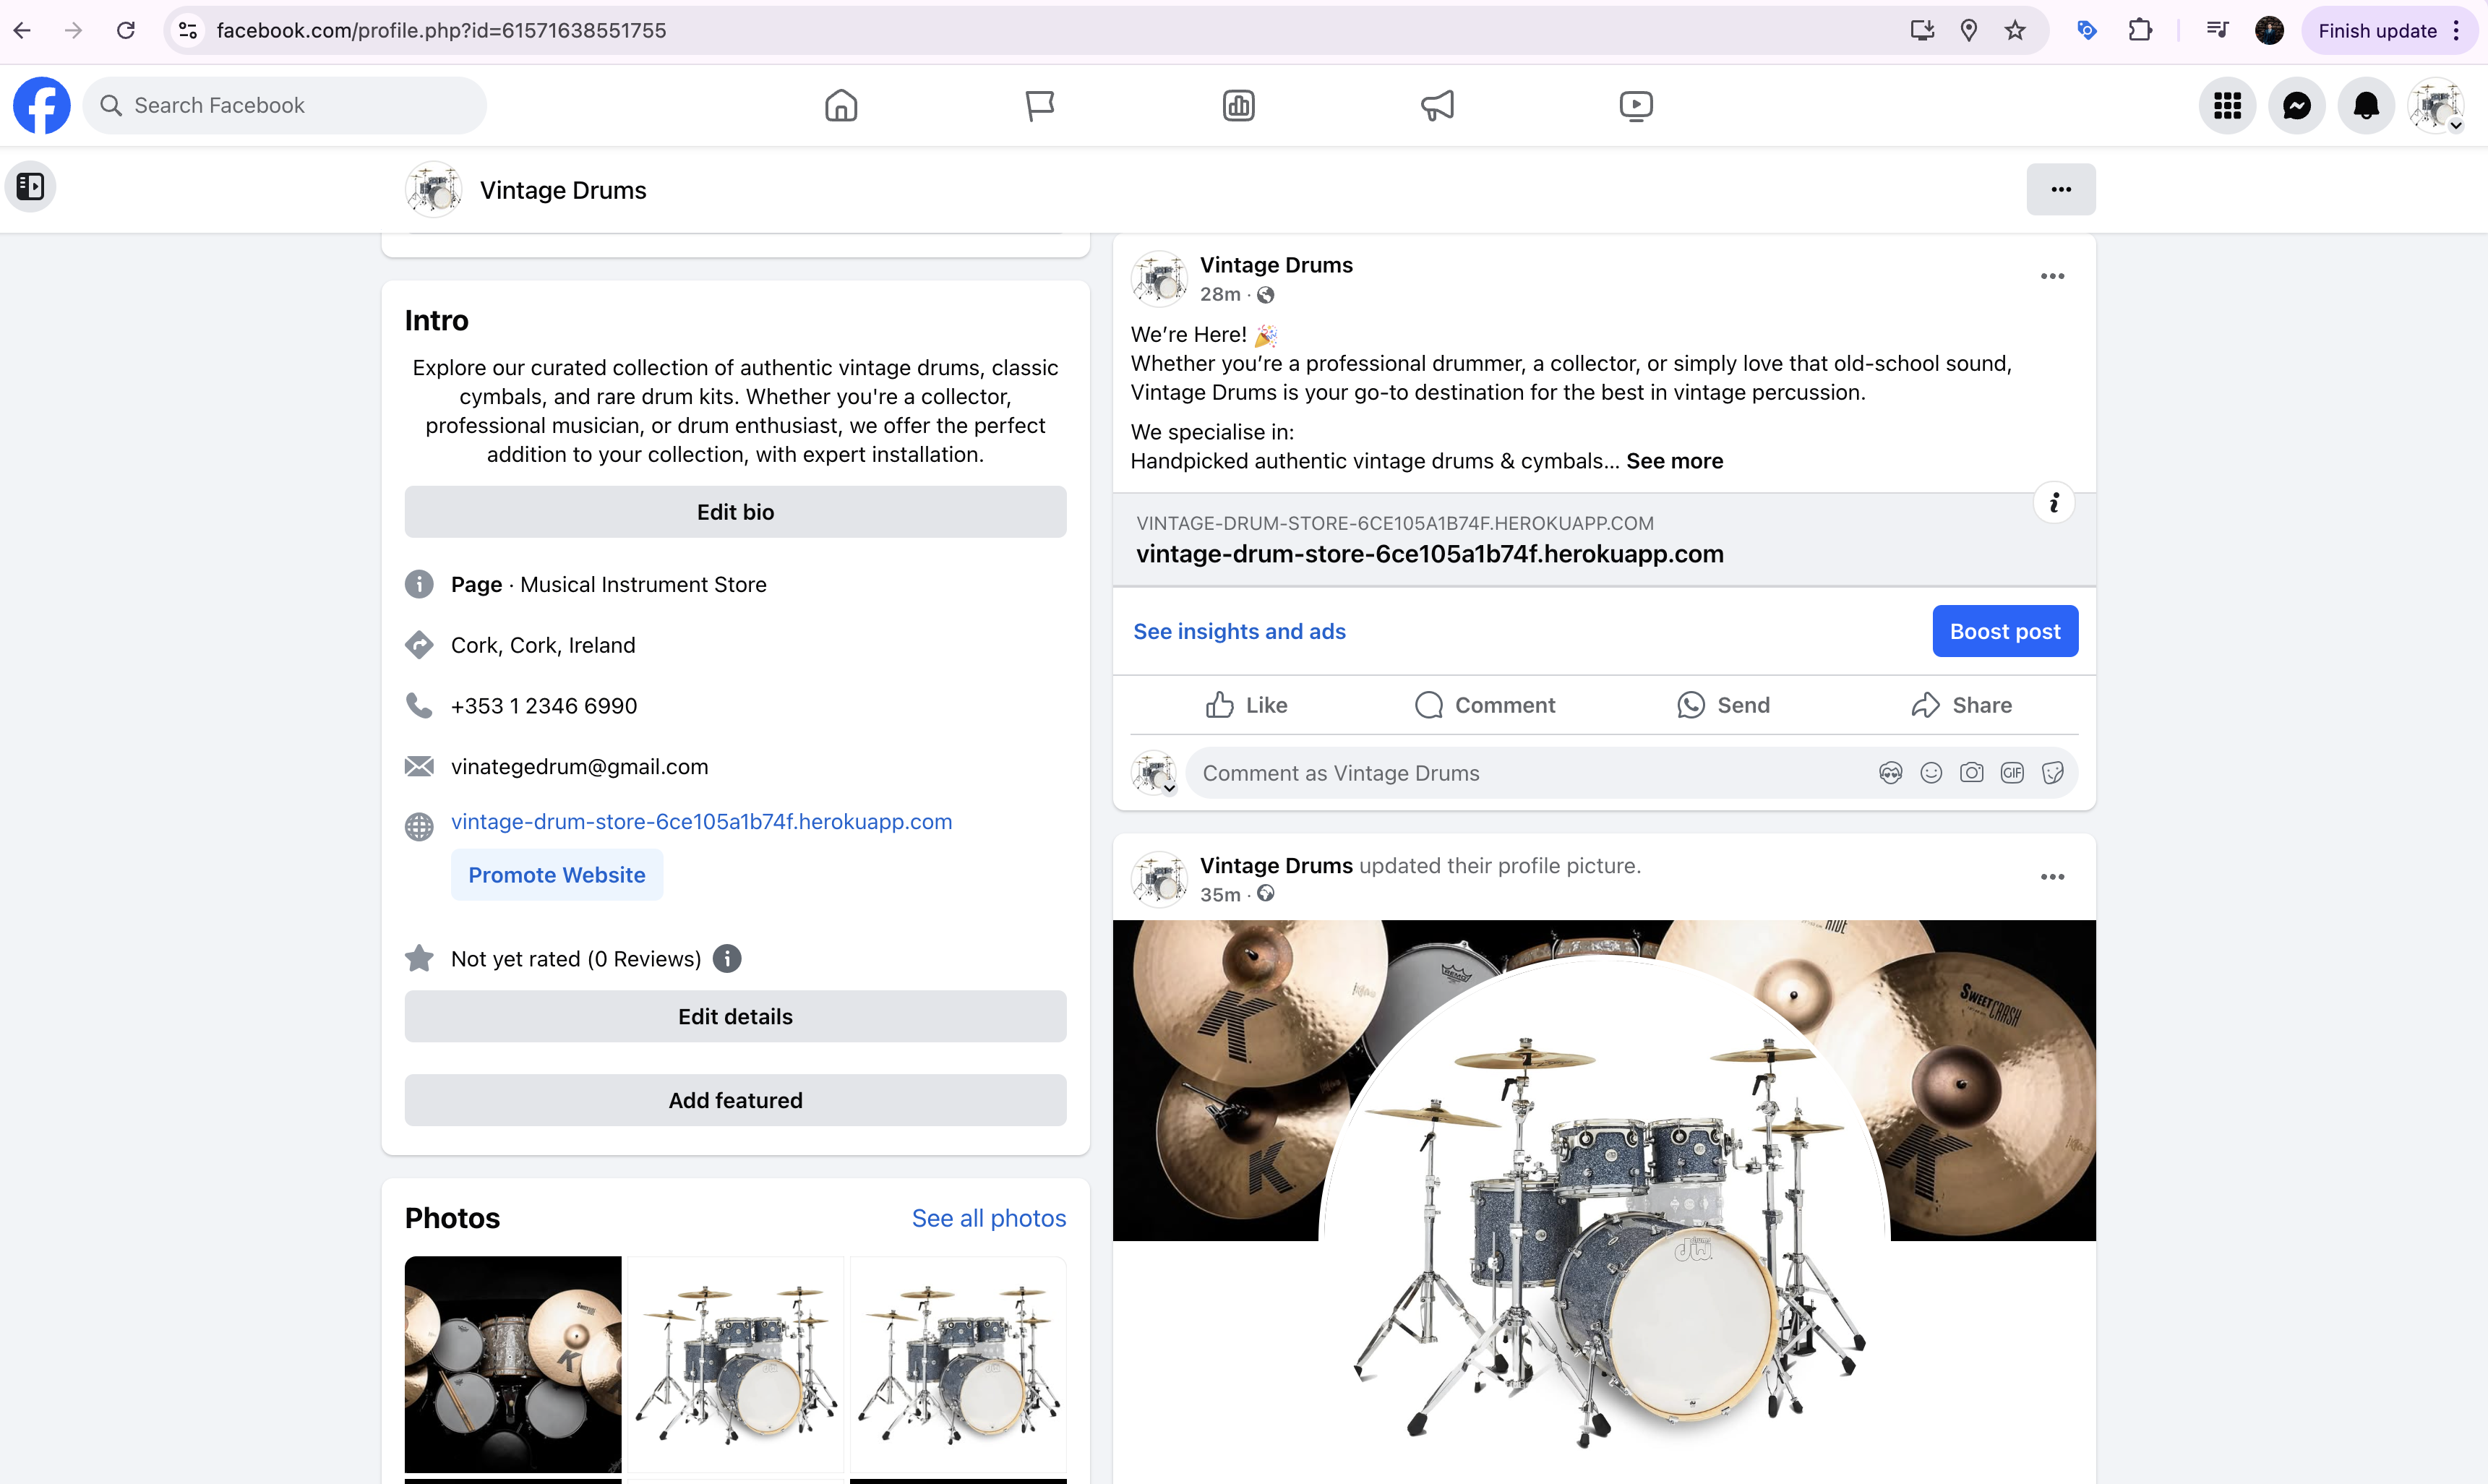 facebook.com/profile.php?id=61571638551755
Finish update
Search Facebook
Vintage Drums
Intro
Explore our curated collection of authentic vintage drums, classic
cymbals, and rare drum kits. Whether you're a collector,
professional musician, or drum enthusiast, we offer the perfect
addition to your collection, with expert installation.
Edit bio
Page · Musical Instrument Store
Cork, Cork, Ireland
+353 1 2346 6990
vinategedrum@gmail.com
vintage-drum-store-6ce105a1b74f.herokuapp.com
Promote Website
Not yet rated (0 Reviews)
Edit details
Add featured
Photos
See all photos
Vintage Drums
28m ·
We’re Here! 🎉
Whether you’re a professional drummer, a collector, or simply love that old-school sound,
Vintage Drums is your go-to destination for the best in vintage percussion.
We specialise in:
Handpicked authentic vintage drums & cymbals... See more
VINTAGE-DRUM-STORE-6CE105A1B74F.HEROKUAPP.COM
vintage-drum-store-6ce105a1b74f.herokuapp.com
See insights and ads
Boost post
Like
Comment
Send
Share
Comment as Vintage Drums
GIF
Vintage Drums updated their profile picture.
35m ·
RIDE
REMO
K
SWEET CRASH
K
K
dw